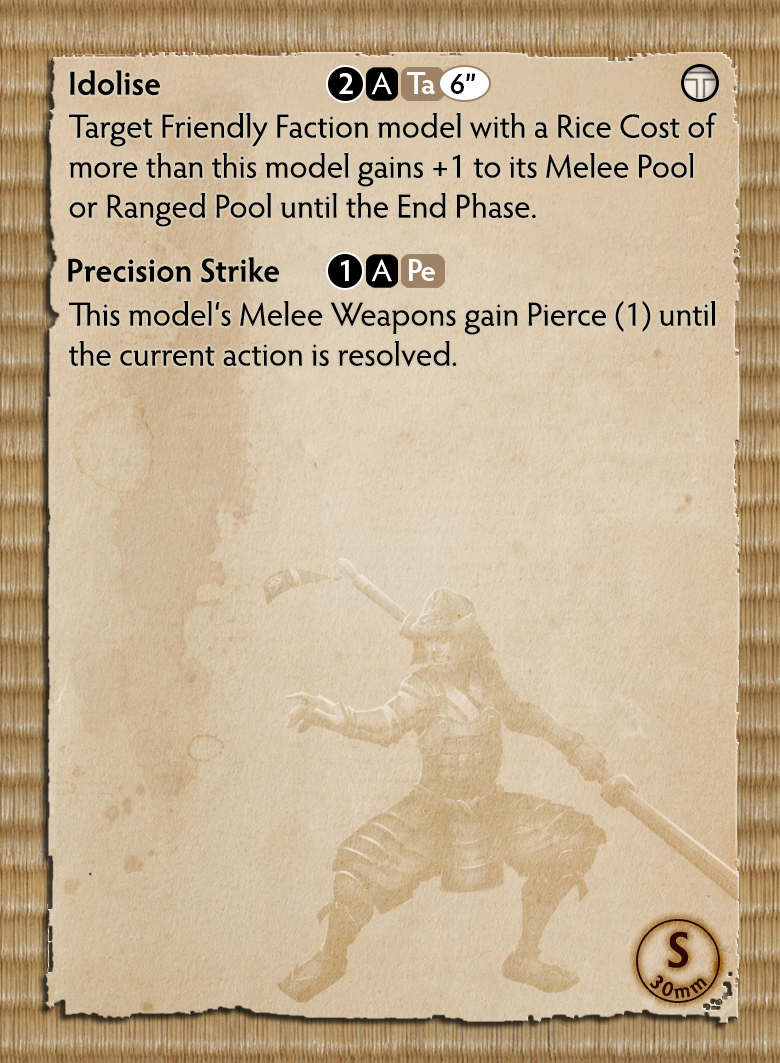 Idolise 2 A Ta 6”
Target Friendly Faction model with a Rice Cost of
more than this model gains +1 to its Melee Pool
or Ranged Pool until the End Phase.
Precision Strike 1 A Pe
This model's Melee Weapons gain Pierce (1) until
the current action is resolved.
S
30mm